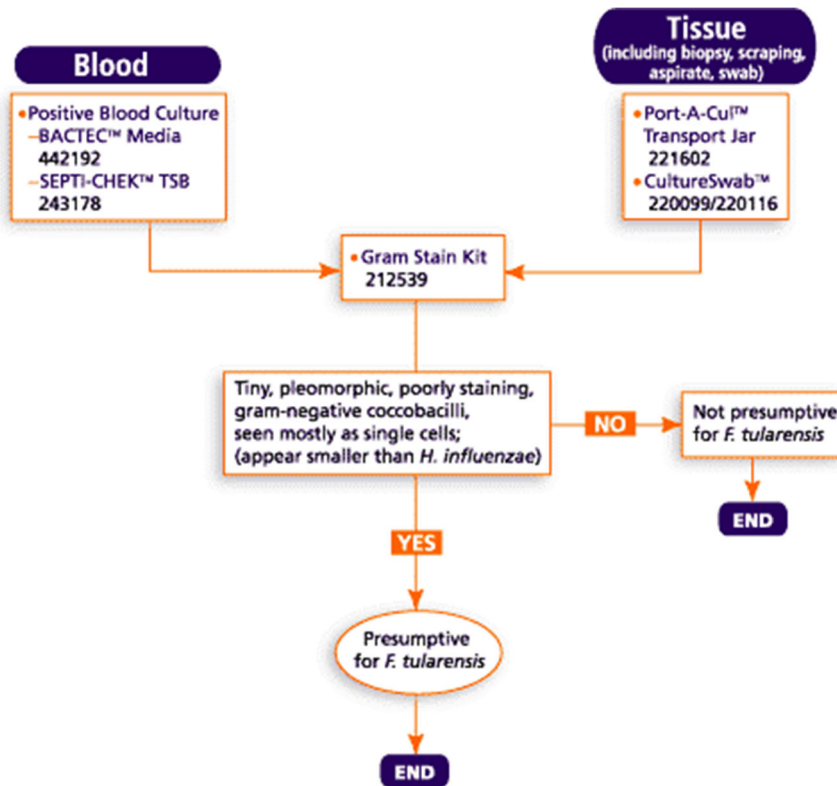 Blood
• Positive Blood Culture
–BACTEC™ Media
442192
–SEPTI-CHEK™ TSB
243178
Tissue
(including biopsy, scraping,
aspirate, swab)
• Port-A-Cul™
Transport Jar
221602
• CultureSwab™
220099/220116
• Gram Stain Kit
212539
Tiny, pleomorphic, poorly staining,
gram-negative coccobacilli,
seen mostly as single cells;
(appear smaller than H. influenzae)
NO
Not presumptive
for F. tularensis
END
YES
Presumptive
for F. tularensis
END